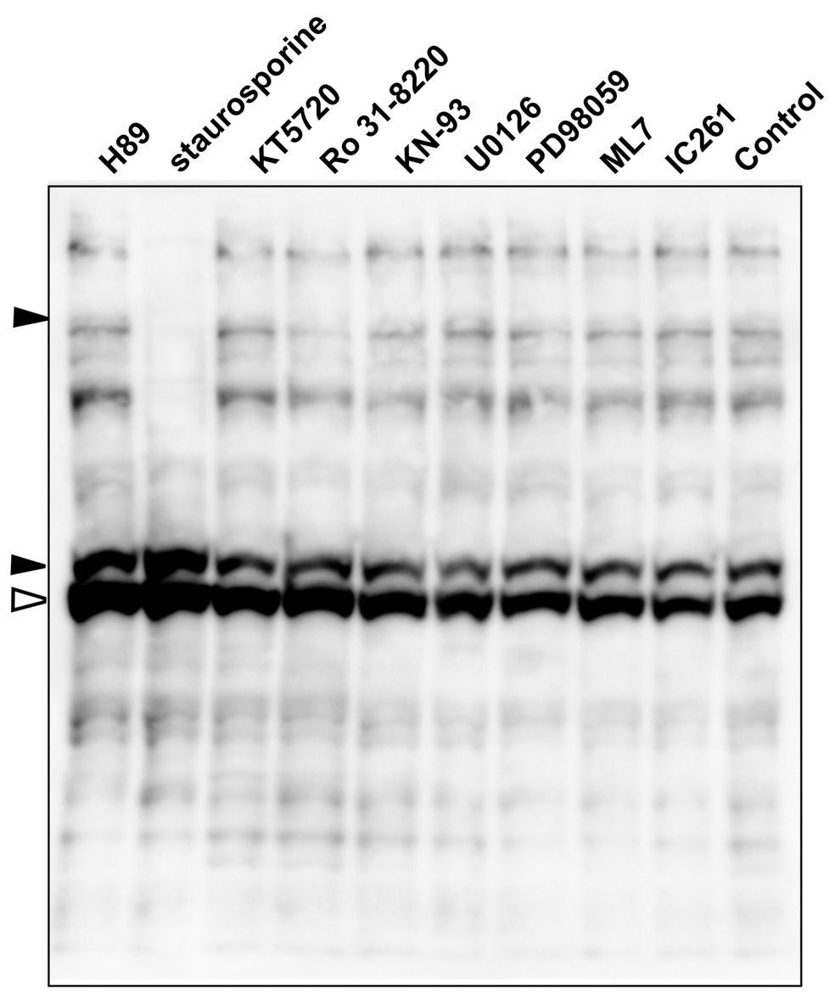 H89
staurosporine
KT5720
Ro 31-8220
KN-93
U0126
PD98059
ML7
IC261
Control